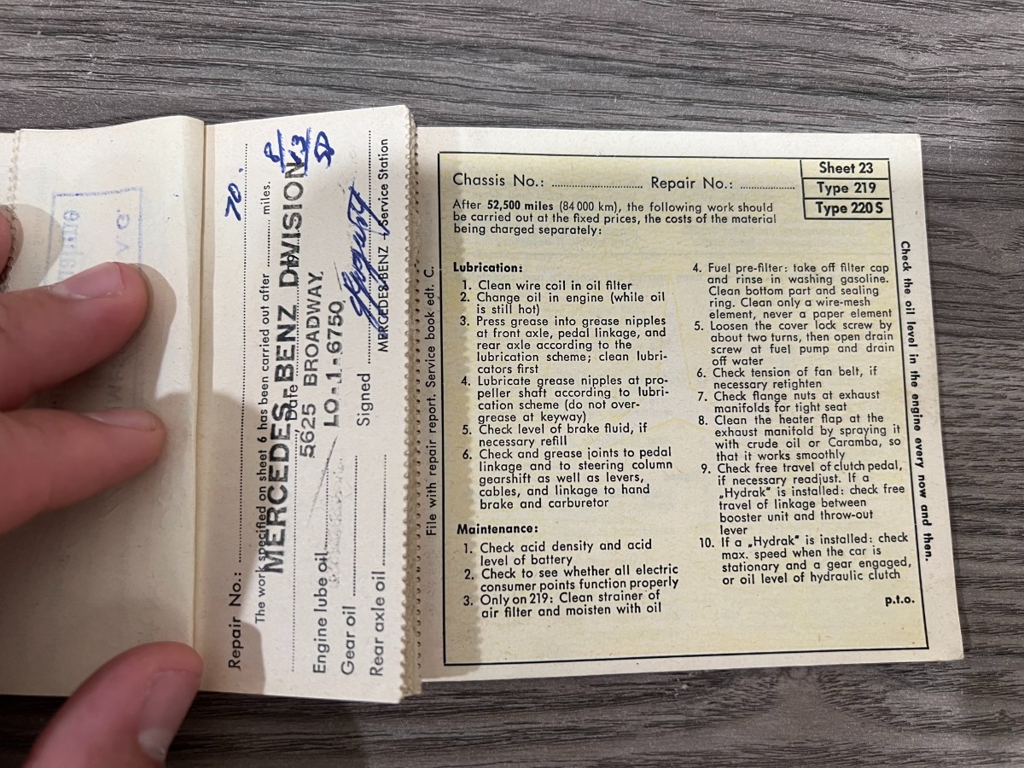 Repair No.: 70.
The work specified on sheet 6 has been carried out after miles.
MERCEDES-BENZ DIVISION
Date
5625 BROADWAY
Engine lube oil LO-1-6750
Gear oil Signed
Rear axle oil MERCEDES-BENZ Service Station
File with repair report. Service book edt. C.
Chassis No.: Repair No.:
Sheet 23
Type 219
Type 220 S
After 52,500 miles (84 000 km), the following work should
be carried out at the fixed prices, the costs of the material
being charged separately:
Lubrication:
1. Clean wire coil in oil filter
2. Change oil in engine (while oil
is still hot)
3. Press grease into grease nipples
at front axle, pedal linkage, and
rear axle according to the
lubrication scheme; clean lubri-
cators first
4. Lubricate grease nipples at pro-
peller shaft according to lubri-
cation scheme (do not over-
grease at keyway)
5. Check level of brake fluid, if
necessary refill
6. Check and grease joints to pedal
linkage and to steering column
gearshift as well as levers,
cables, and linkage to hand
brake and carburetor
Maintenance:
1. Check acid density and acid
level of battery
2. Check to see whether all electric
consumer points function properly
3. Only on 219: Clean strainer of
air filter and moisten with oil
4. Fuel pre-filter: take off filter cap
and rinse in washing gasoline.
Clean bottom part and sealing
ring. Clean only a wire-mesh
element, never a paper element
5. Loosen the cover lock screw by
about two turns, then open drain
screw at fuel pump and drain
off water
6. Check tension of fan belt, if
necessary retighten
7. Check flange nuts at exhaust
manifolds for tight seat
8. Clean the heater flap at the
exhaust manifold by spraying it
with crude oil or Caramba, so
that it works smoothly
9. Check free travel of clutch pedal,
if necessary readjust. If a
„Hydrak" is installed: check free
travel of linkage between
booster unit and throw-out
lever
10. If a „Hydrak" is installed: check
max. speed when the car is
stationary and a gear engaged,
or oil level of hydraulic clutch
p.t.o.
Check the oil level in the engine every now and then.